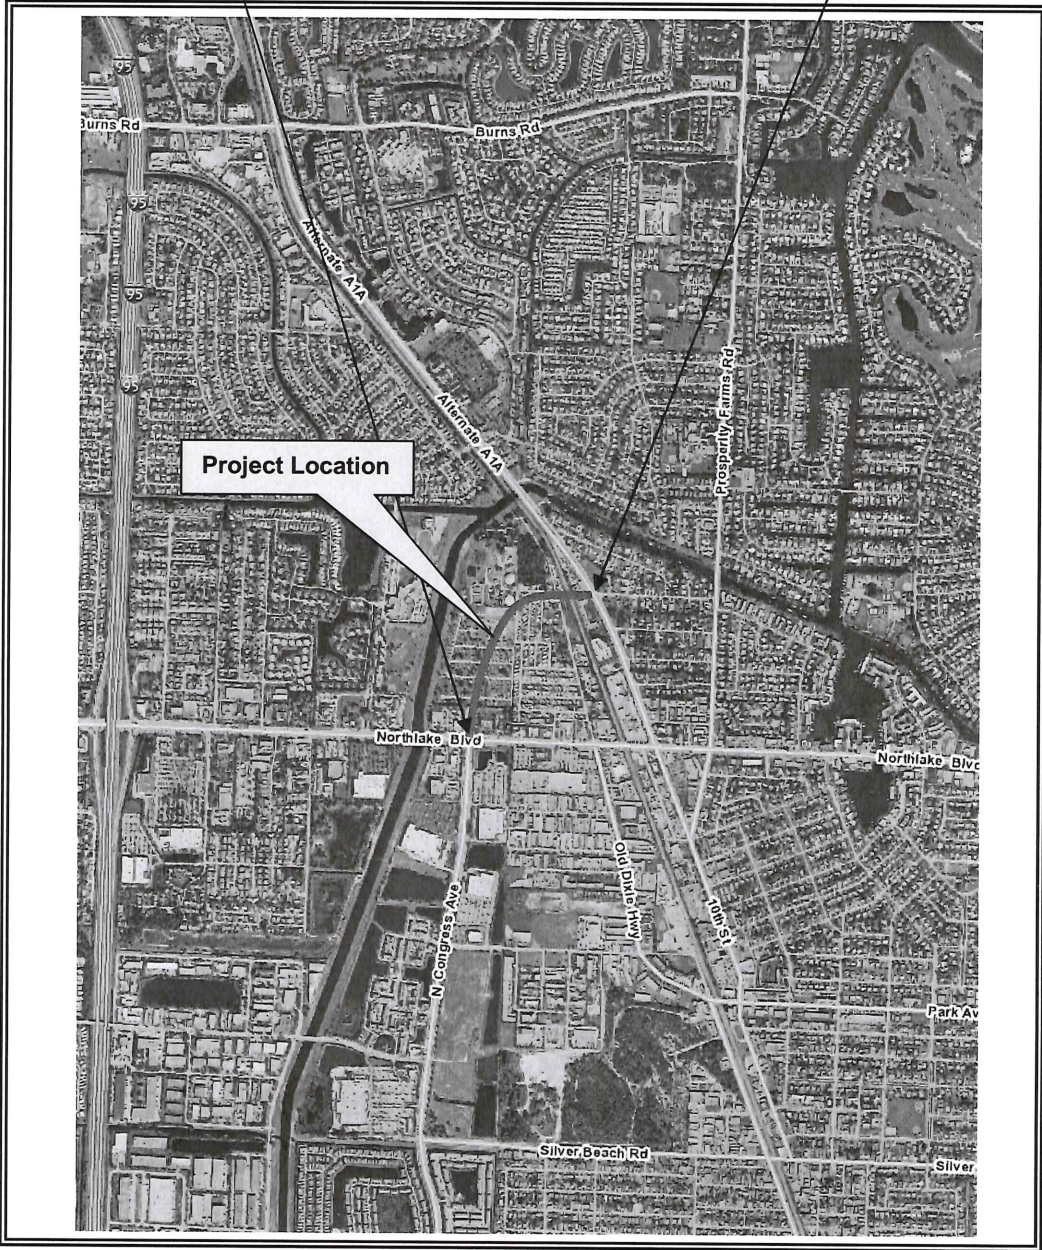 95
Burns Rd
Burns Rd
95
Alternate A1A
95
95
Prosperity Farms Rd
Alternate A1A
Project Location
Northlake Blvd
Northlake Blvd
Old Dixie Hwy
N Congress Ave
10th St
Park Av
Silver Beach Rd
Silver